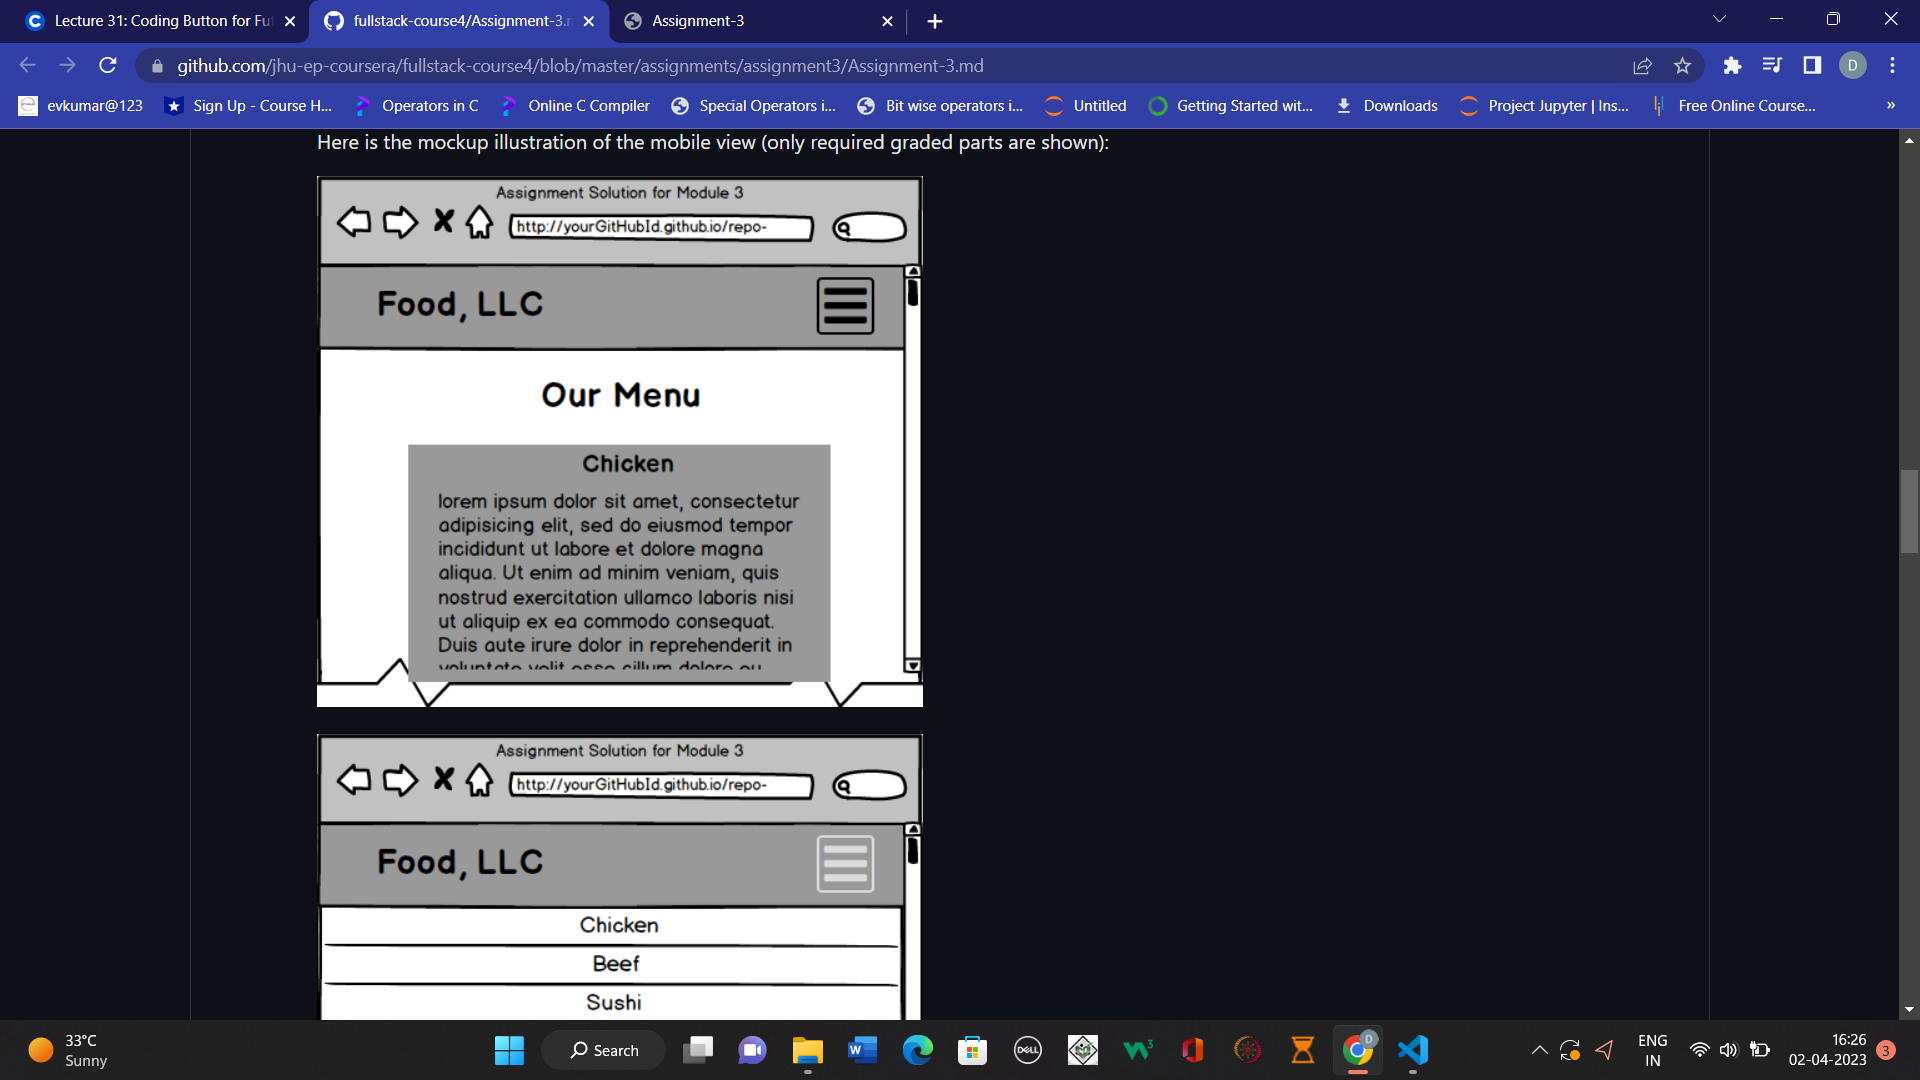 Lecture 31: Coding Button for Fu
fullstack-course4/Assignment-3.m
Assignment-3
github.com/jhu-ep-coursera/fullstack-course4/blob/master/assignments/assignment3/Assignment-3.md
D
evkumar@123
Sign Up - Course H...
Operators in C
Online C Compiler
Special Operators i...
Bit wise operators i...
Untitled
Getting Started wit...
Downloads
Project Jupyter | Ins...
Free Online Course...
»
Here is the mockup illustration of the mobile view (only required graded parts are shown):
Assignment Solution for Module 3
http://yourGitHubId.github.io/repo-
Food, LLC
Our Menu
Chicken
lorem ipsum dolor sit amet, consectetur
adipisicing elit, sed do eiusmod tempor
incididunt ut labore et dolore magna
aliqua. Ut enim ad minim veniam, quis
nostrud exercitation ullamco laboris nisi
ut aliquip ex ea commodo consequat.
Duis aute irure dolor in reprehenderit in
voluptate velit esse cillum dolore eu
Assignment Solution for Module 3
http://yourGitHubId.github.io/repo-
Food, LLC
Chicken
Beef
Sushi
33°C
Sunny
Search
W
DELL
D
ENG
IN
16:26
02-04-2023
3